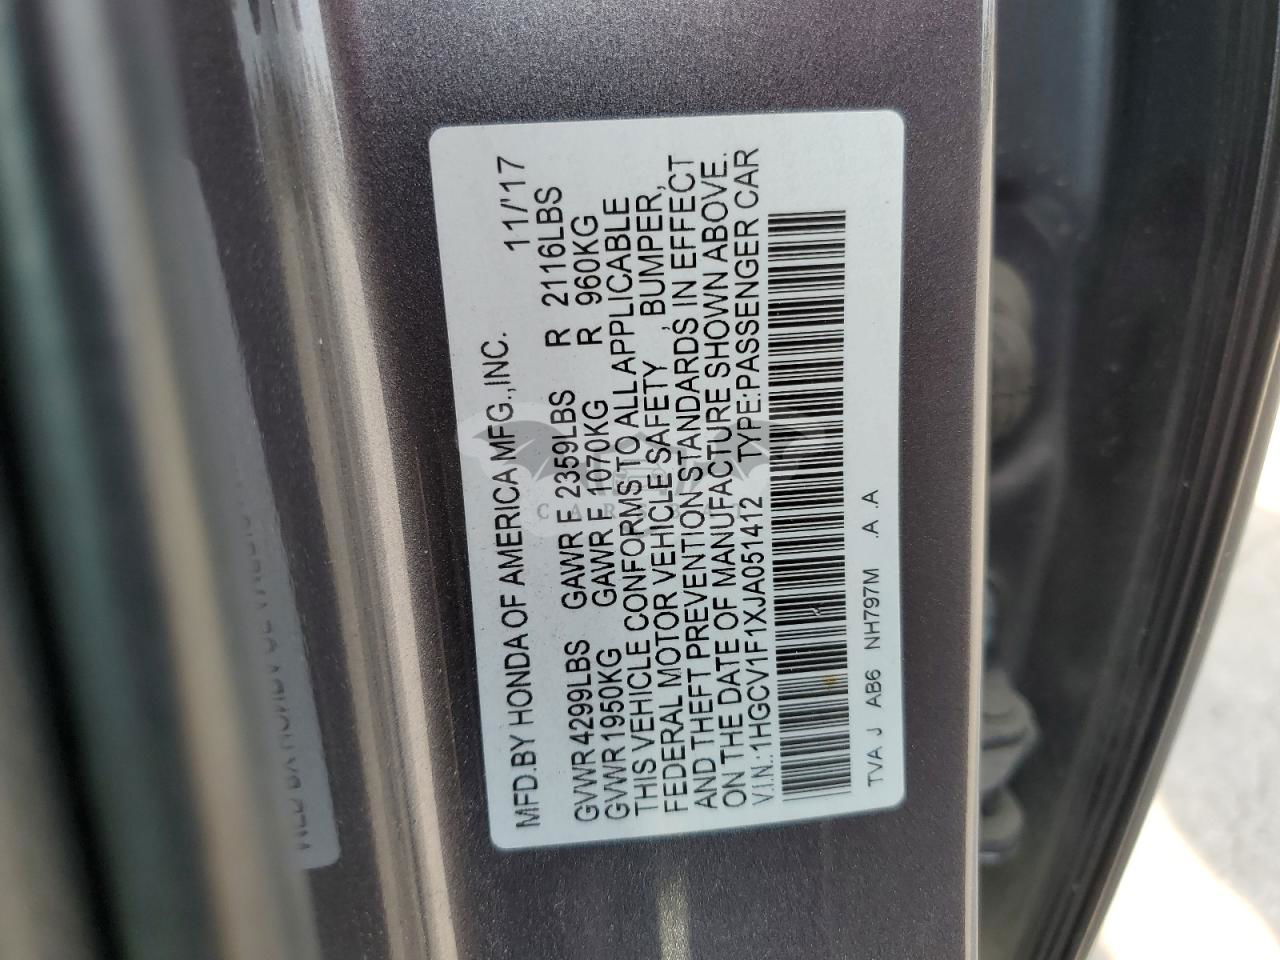 MFD.BY HONDA OF AMERICA MFG.,INC. 11/'17
GVWR 4299LBS GAWR F 2359LBS R 2116LBS
GVWR 1950KG GAWR F 1070KG R 960KG
THIS VEHICLE CONFORMS TO ALL APPLICABLE
FEDERAL MOTOR VEHICLE SAFETY , BUMPER,
AND THEFT PREVENTION STANDARDS IN EFFECT
ON THE DATE OF MANUFACTURE SHOWN ABOVE.
V.I.N.:1HGCV1F1XJA051412 TYPE:PASSENGER CAR
TVA J AB6 NH797M .A .A